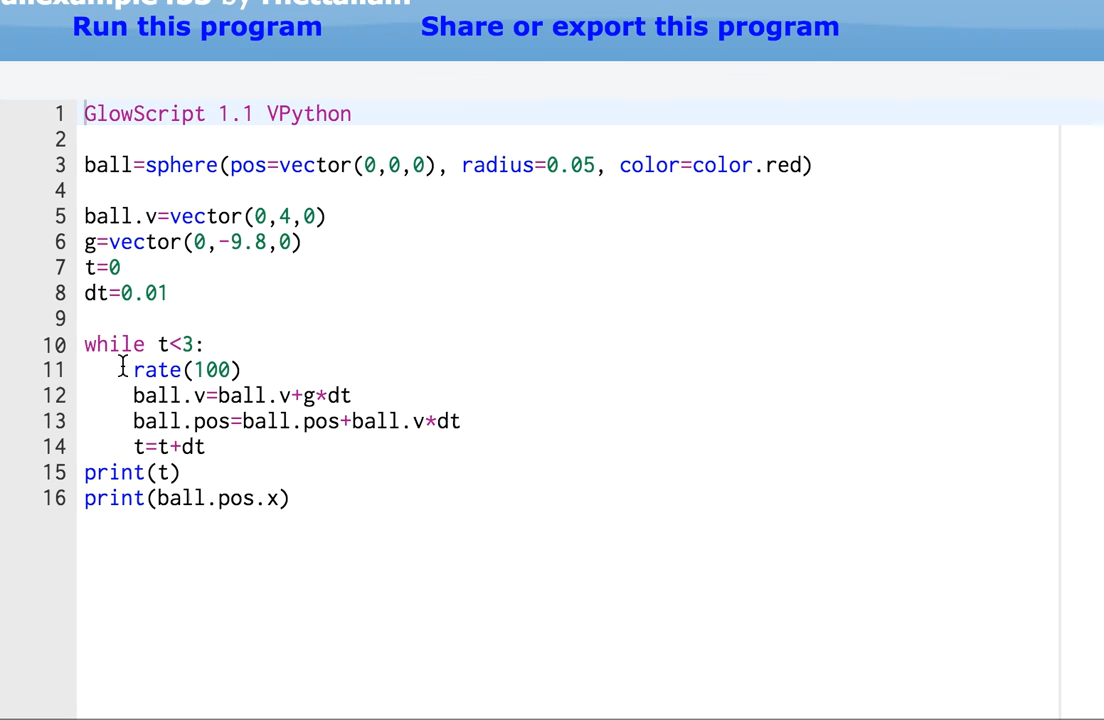 by Rhettallain
Run this program Share or export this program
1 GlowScript 1.1 VPython
2
3 ball=sphere(pos=vector(0,0,0), radius=0.05, color=color.red)
4
5 ball.v=vector(0,4,0)
6 g=vector(0,-9.8,0)
7 t=0
8 dt=0.01
9
10 while t<3:
11 rate(100)
12 ball.v=ball.v+g*dt
13 ball.pos=ball.pos+ball.v*dt
14 t=t+dt
15 print(t)
16 print(ball.pos.x)